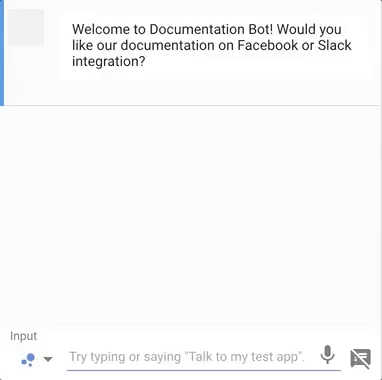 Welcome to Documentation Bot! Would you
like our documentation on Facebook or Slack
integration?
Input
Try typing or saying "Talk to my test app".